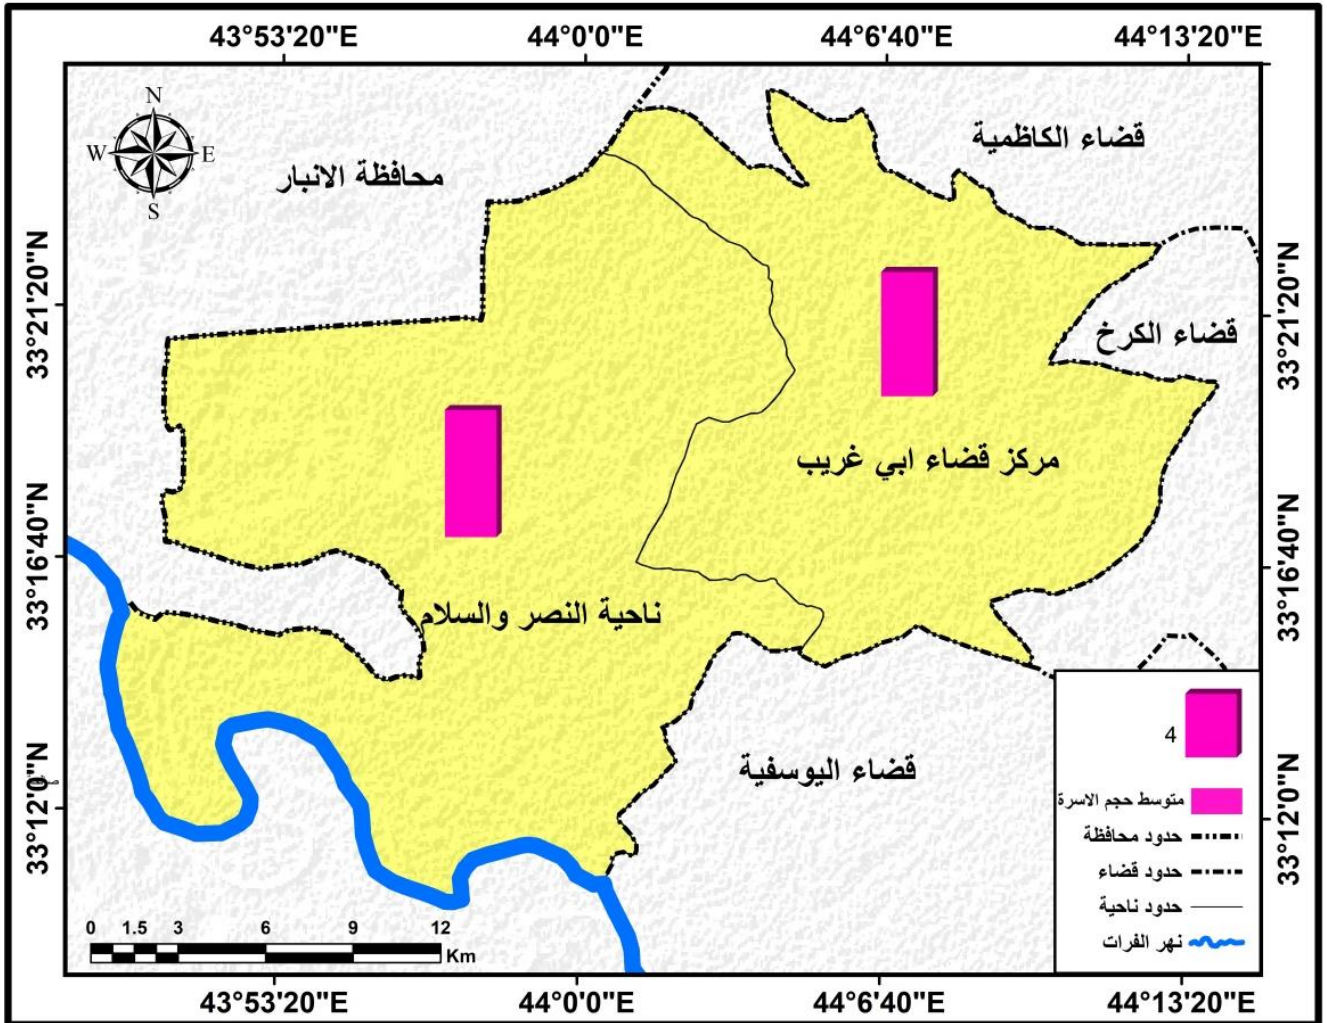 43°53'20"E 44°0'0"E 44°6'40"E 44°13'20"E
N
W E
S
قضاء الكاظمية
محافظة الانبار
33°21'20"N
33°21'20"N
قضاء الكرخ
مركز قضاء ابي غريب
33°16'40"N
33°16'40"N
ناحية النصر والسلام
قضاء اليوسفية
33°12'0"N
33°12'0"N
4
متوسط حجم الاسرة
حدود محافظة
حدود قضاء
حدود ناحية
نهر الفرات
0 1.5 3 6 9 12
Km
43°53'20"E 44°0'0"E 44°6'40"E 44°13'20"E